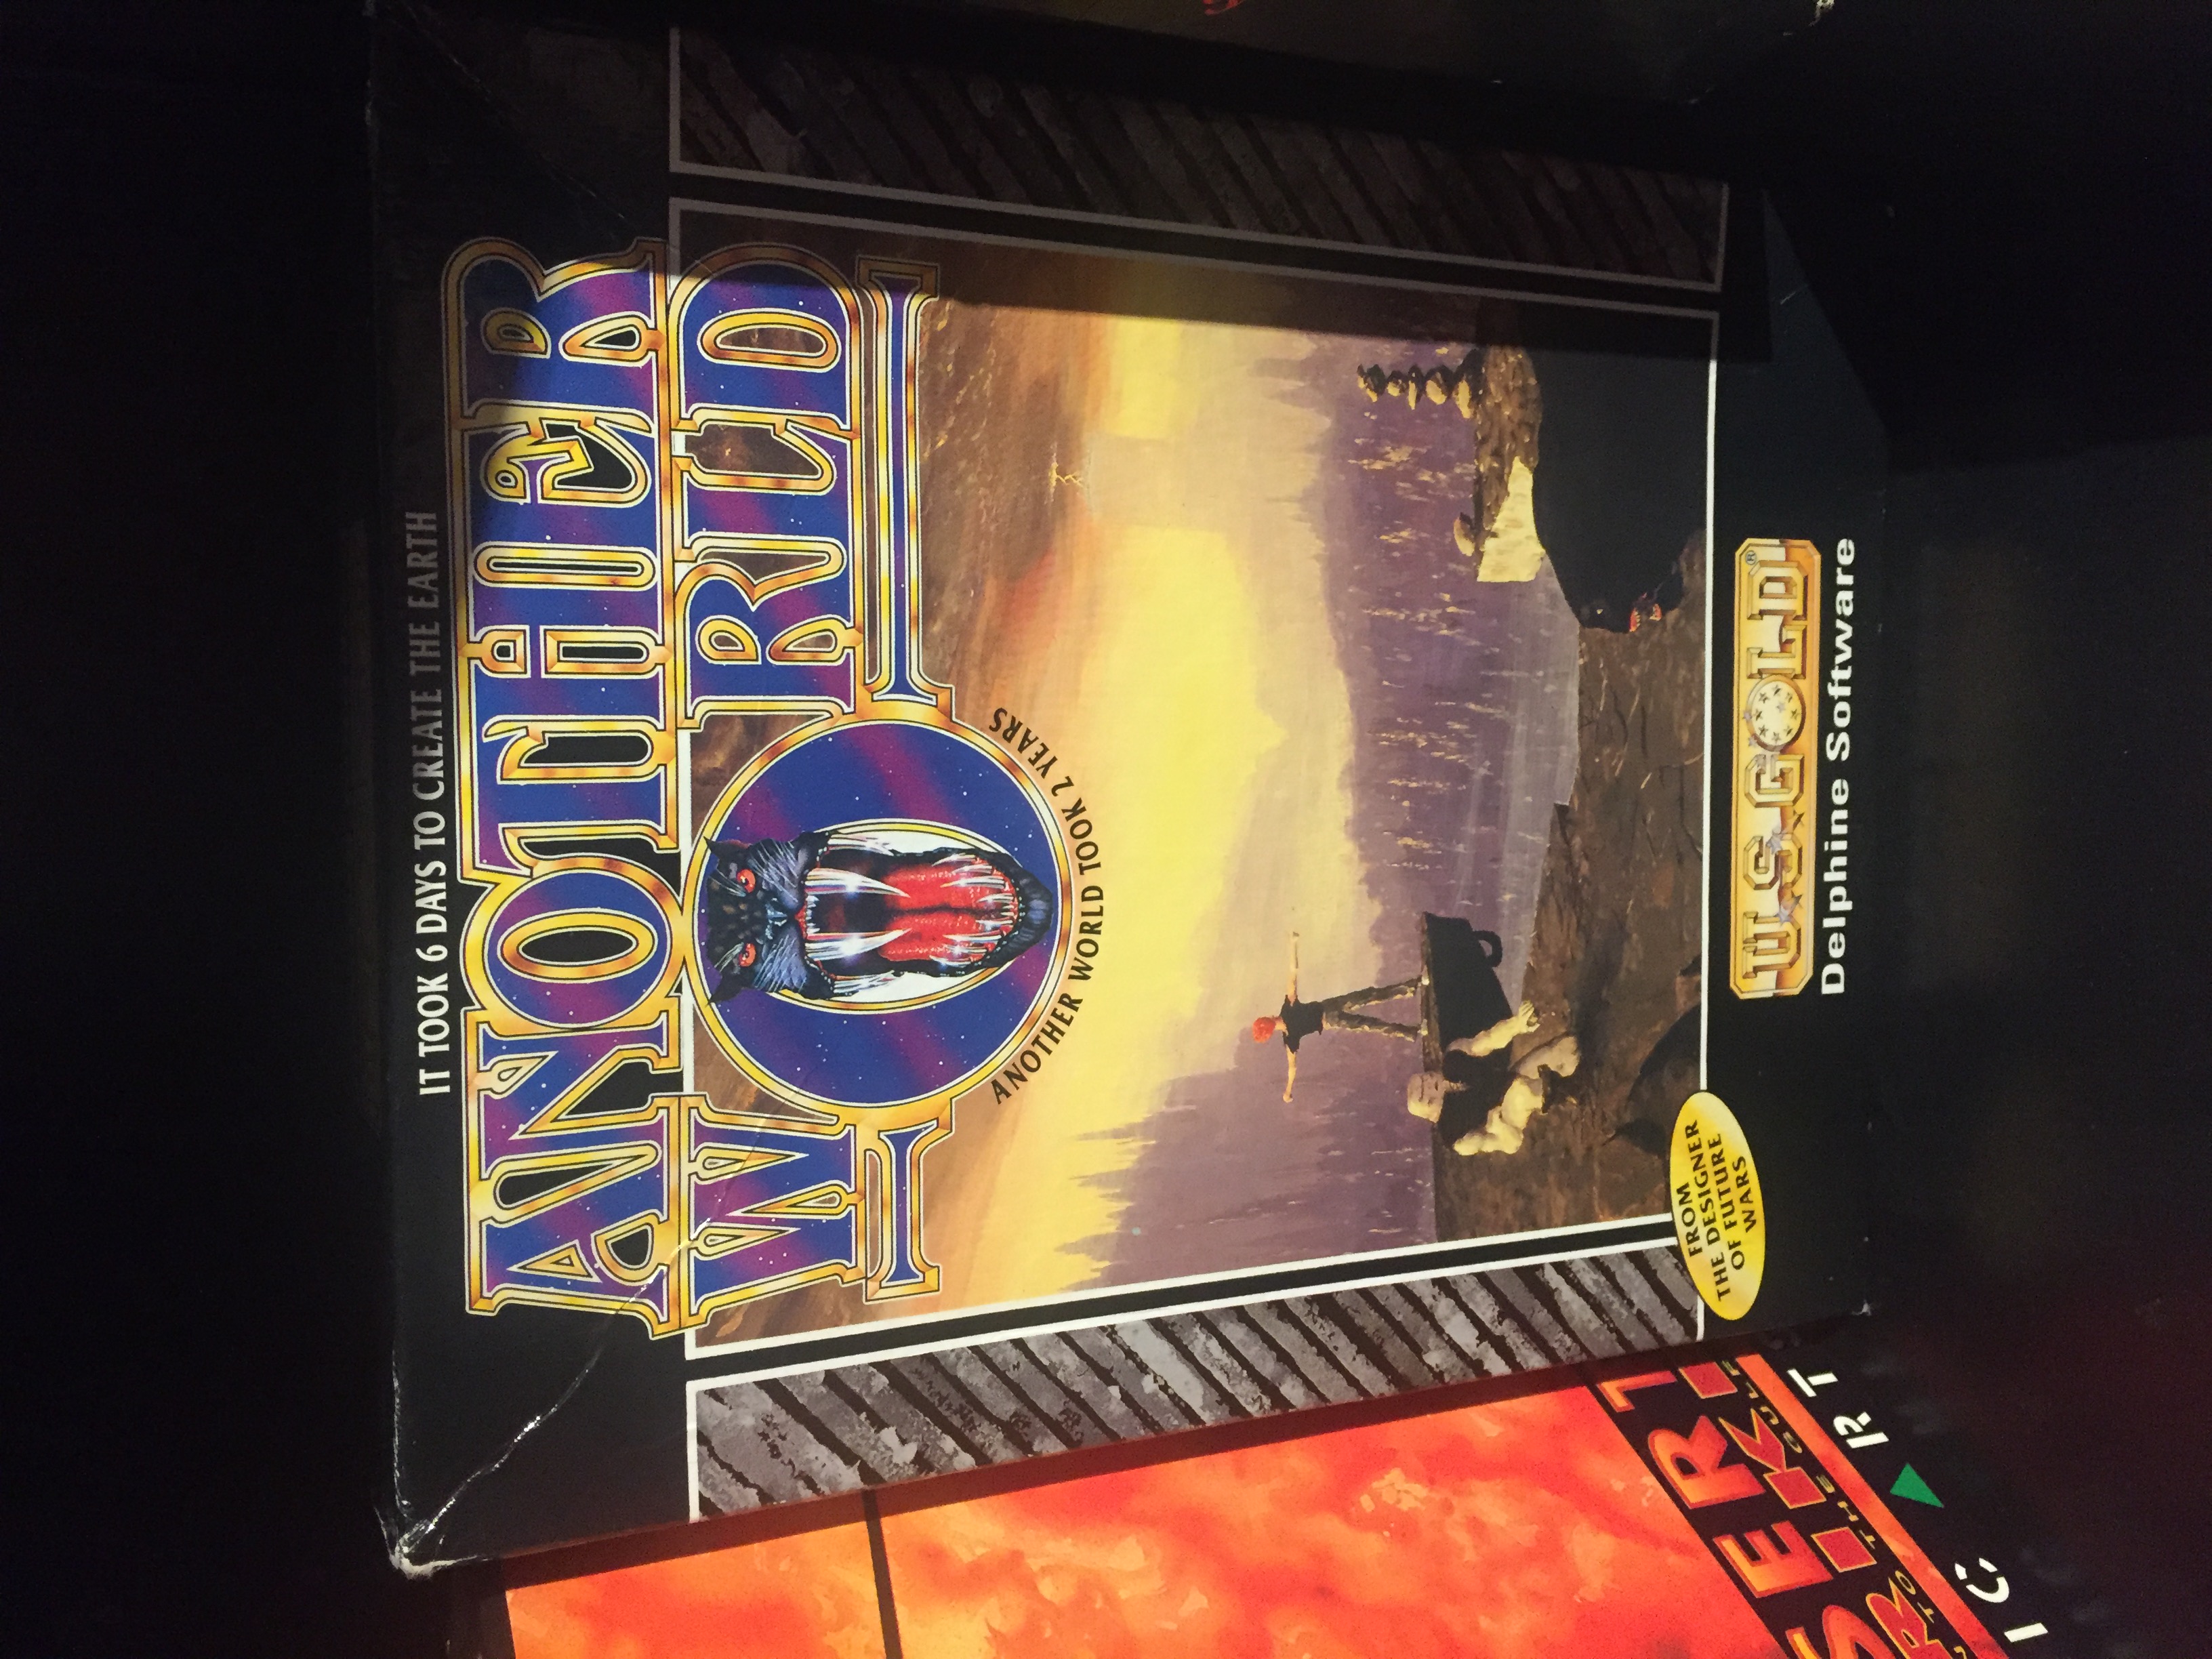 IT TOOK 6 DAYS TO CREATE THE EARTH
ANOTHER
WORLD
ANOTHER WORLD TOOK 2 YEARS
FROM
THE DESIGNER
OF FUTURE
WARS
U.S. GOLD®
Delphine Software